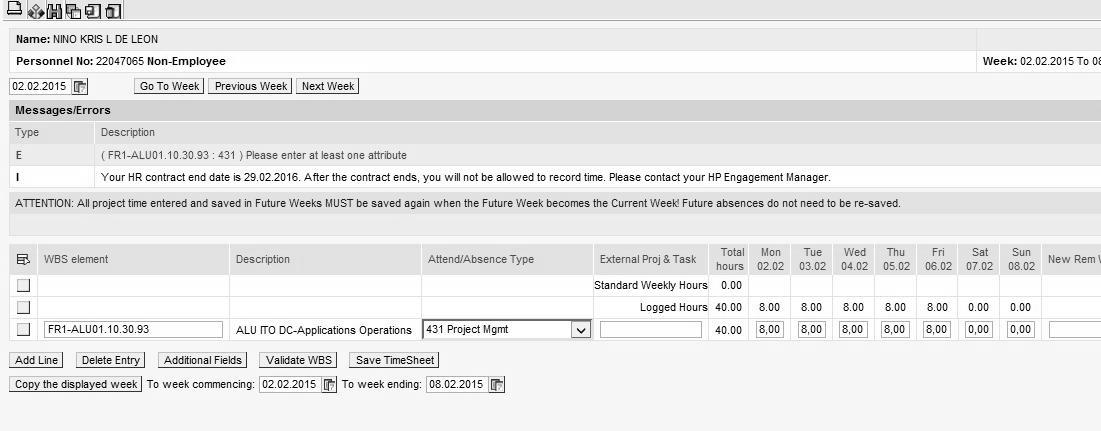 Name: NINO KRIS L DE LEON
Personnel No: 22047065 Non-Employee Week: 02.02.2015 To 08
02.02.2015 Go To Week Previous Week Next Week
Messages/Errors
Type Description
E ( FR1-ALU01.10.30.93 : 431 ) Please enter at least one attribute
I Your HR contract end date is 29.02.2016. After the contract ends, you will not be allowed to record time. Please contact your HP Engagement Manager.
ATTENTION: All project time entered and saved in Future Weeks MUST be saved again when the Future Week becomes the Current Week! Future absences do not need to be re-saved.
WBS element Description Attend/Absence Type External Proj & Task Total hours Mon 02.02 Tue 03.02 Wed 04.02 Thu 05.02 Fri 06.02 Sat 07.02 Sun 08.02 New Rem W
Standard Weekly Hours 0.00
Logged Hours 40.00 8.00 8.00 8.00 8.00 8.00 0.00 0.00
FR1-ALU01.10.30.93 ALU ITO DC-Applications Operations 431 Project Mgmt 40.00 8,00 8,00 8,00 8,00 8,00 0,00 0,00
Add Line Delete Entry Additional Fields Validate WBS Save TimeSheet
Copy the displayed week To week commencing: 02.02.2015 To week ending: 08.02.2015